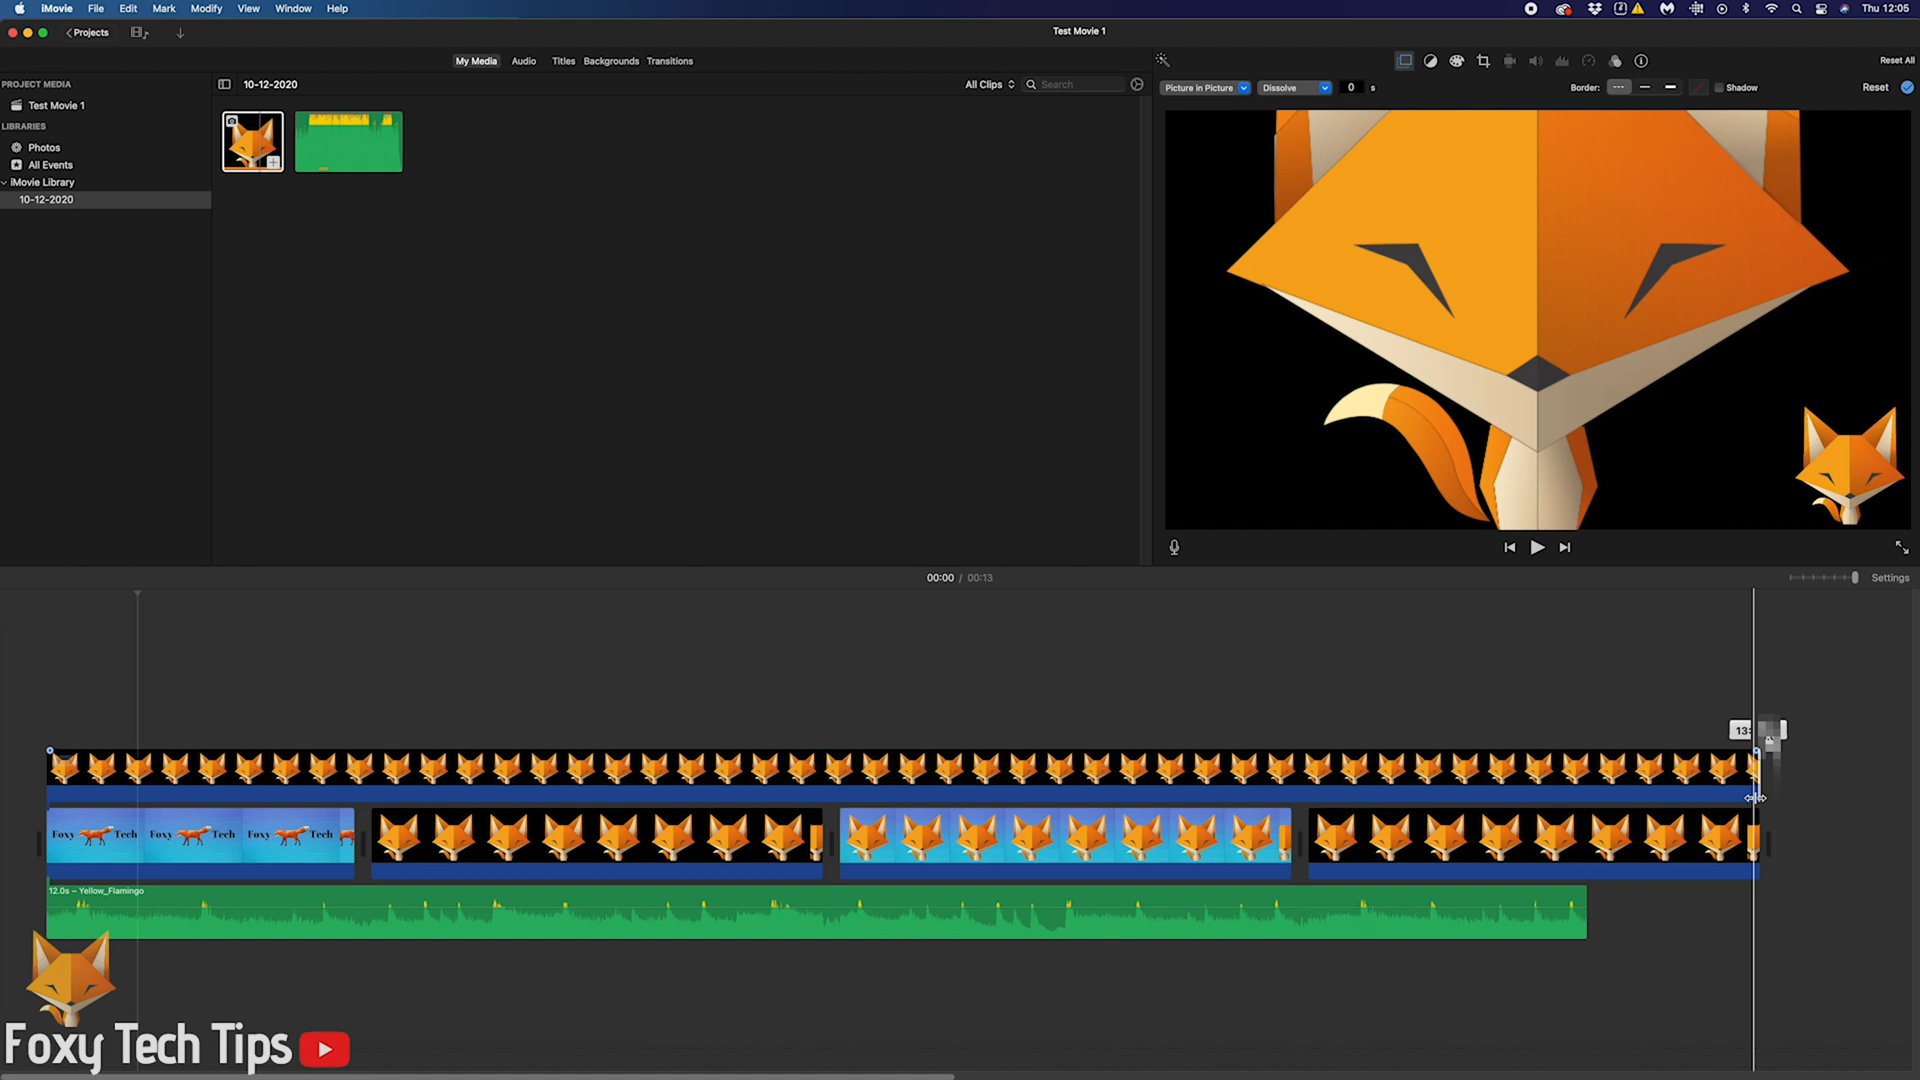 iMovie File Edit Mark Modify View Window Help
Thu 12:05
Projects
Test Movie 1
My Media Audio Titles Backgrounds Transitions
Reset All
PROJECT MEDIA
Test Movie 1
LIBRARIES
Photos
All Events
iMovie Library
10-12-2020
10-12-2020
All Clips
Search
Picture in Picture
Dissolve
0 s
Border:
Shadow
Reset
00:00 / 00:13
Settings
Foxy Tech Foxy Tech Foxy Tech
12.0s – Yellow_Flamingo
Foxy Tech Tips